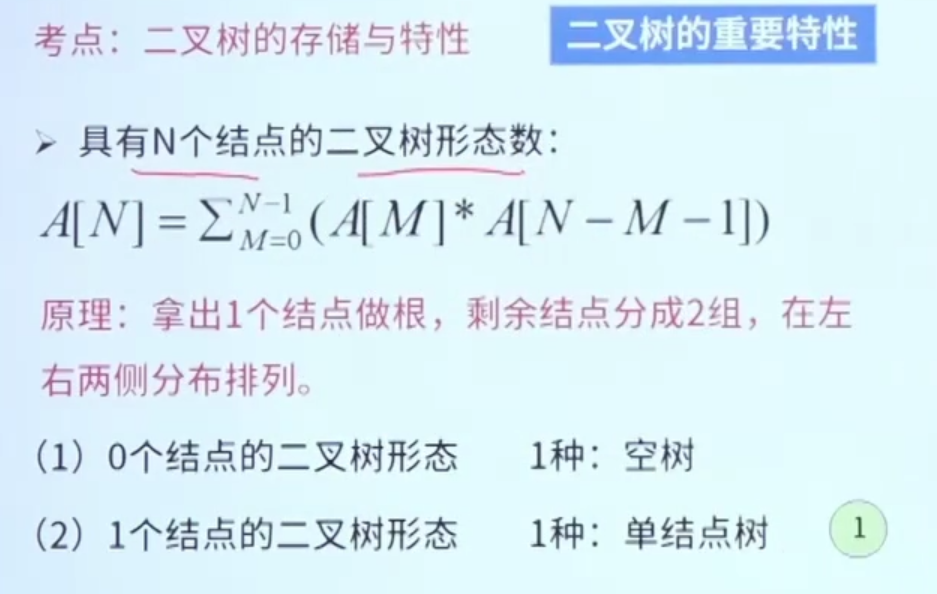 考点：二叉树的存储与特性
二叉树的重要特性
➢ 具有N个结点的二叉树形态数：
A[N] = ∑_{M=0}^{N−1}(A[M]* A[N − M −1])
原理：拿出1个结点做根，剩余结点分成2组，在左
右两侧分布排列。
（1）0个结点的二叉树形态 1种：空树
（2）1个结点的二叉树形态 1种：单结点树
1